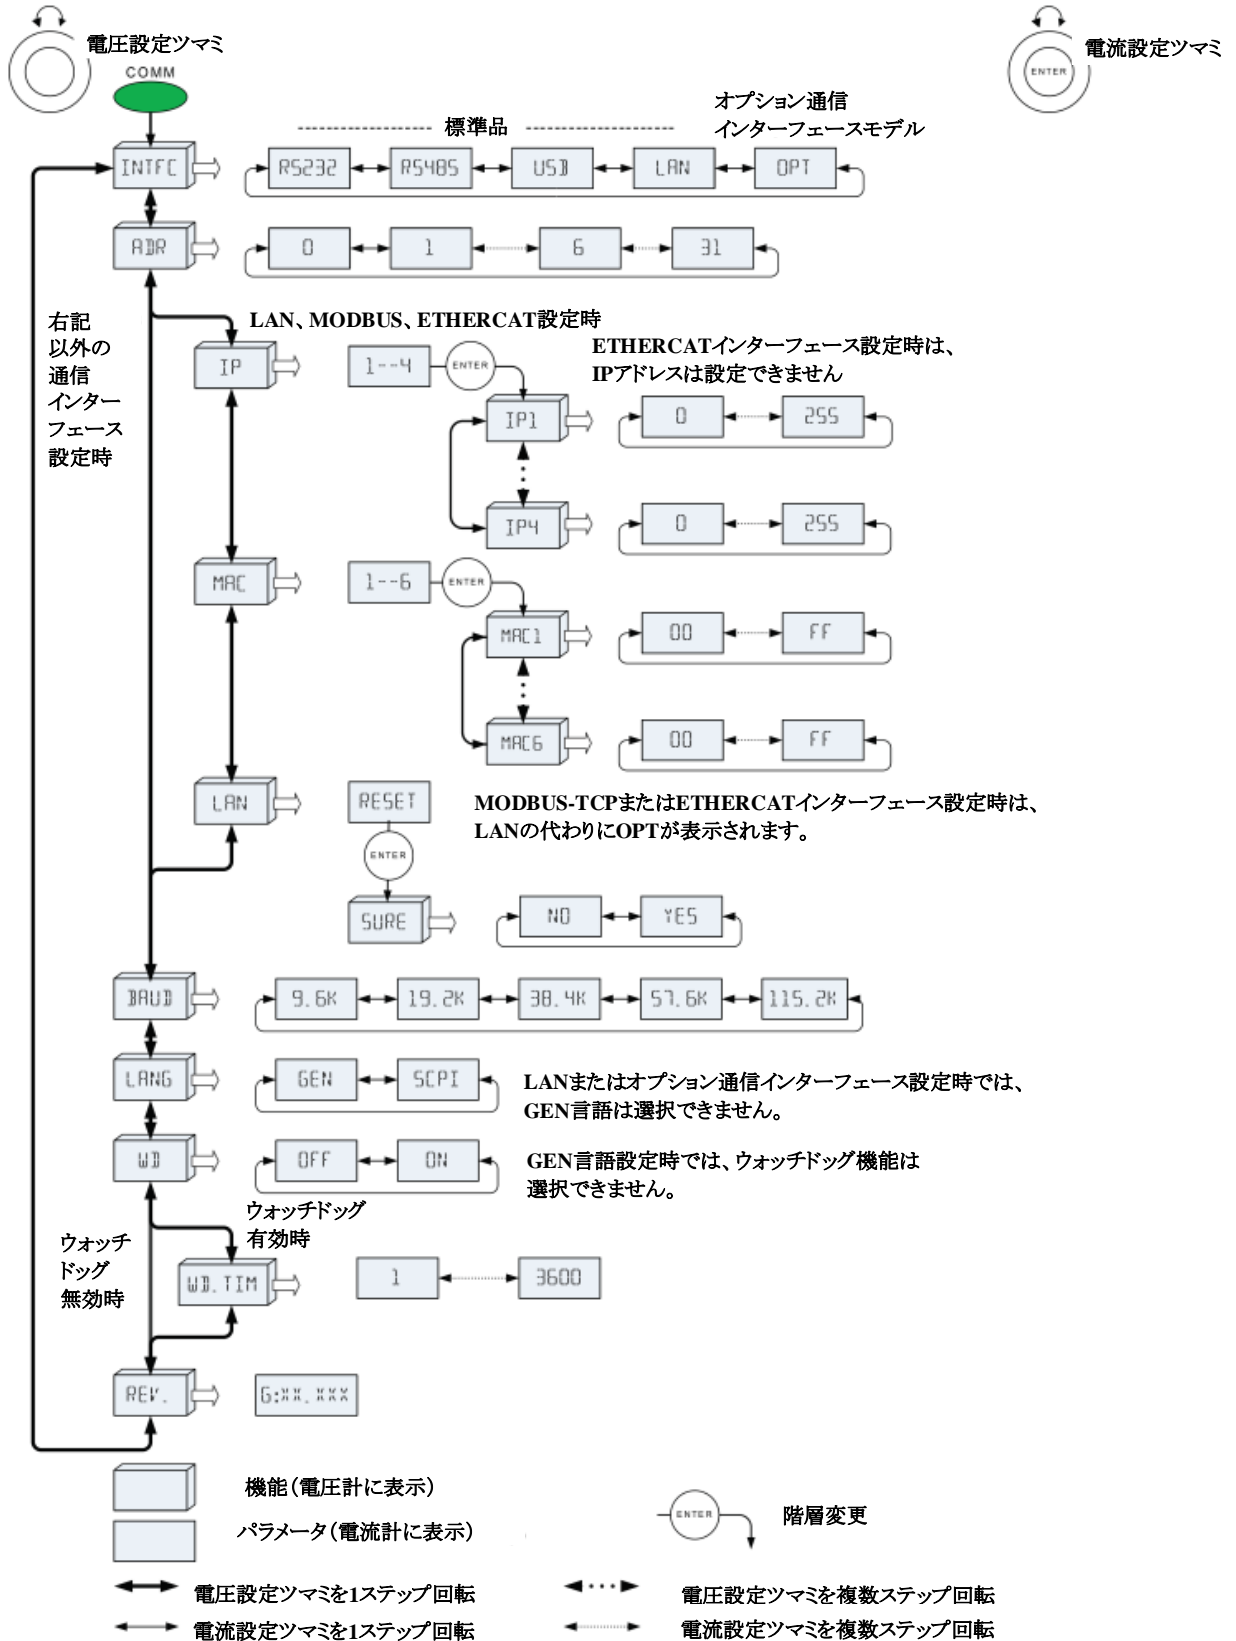 電圧設定ツマミ
電流設定ツマミ
ENTER
COMM
オプション通信
インターフェースモデル
標準品
INTFC
RS232
RS485
USB
LAN
OPT
ADR
0
1
6
31
右記
以外の
通信
インター
フェース
設定時
LAN、MODBUS、ETHERCAT設定時
ETHERCATインターフェース設定時は、
IPアドレスは設定できません
IP
1--4
ENTER
IP1
0
255
IP4
0
255
MAC
1--6
ENTER
MAC1
00
FF
MAC6
00
FF
LAN
RESET
MODBUS-TCPまたはETHERCATインターフェース設定時は、
LANの代わりにOPTが表示されます。
ENTER
SURE
NO
YES
BAUD
9.6K
19.2K
38.4K
57.6K
115.2K
LANG
GEN
SCPI
LANまたはオプション通信インターフェース設定時では、
GEN言語は選択できません。
WD
OFF
ON
GEN言語設定時では、ウォッチドッグ機能は
選択できません。
ウォッチドッグ
有効時
ウォッチ
ドッグ
無効時
WD.TIM
1
3600
REV.
G:XX.XXX
機能(電圧計に表示)
パラメータ(電流計に表示)
ENTER
階層変更
電圧設定ツマミを1ステップ回転
電圧設定ツマミを複数ステップ回転
電流設定ツマミを1ステップ回転
電流設定ツマミを複数ステップ回転